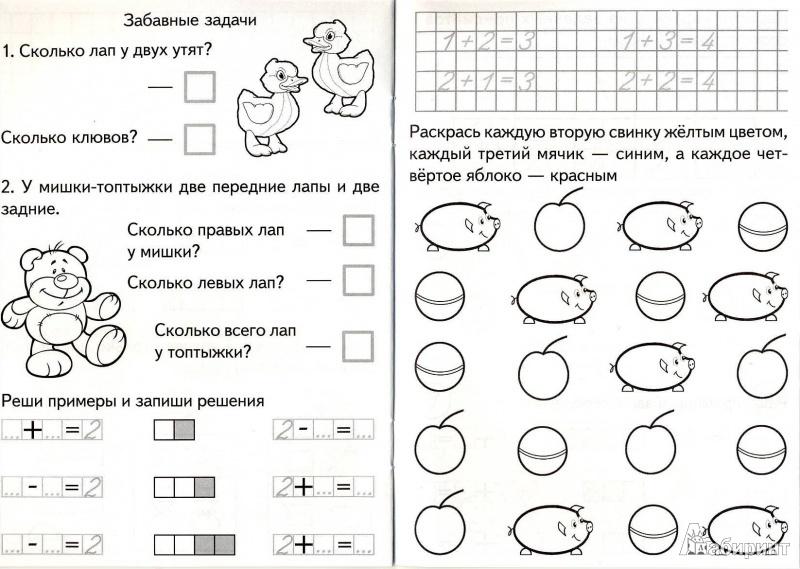 Забавные задачи
1. Сколько лап у двух утят?
—
Сколько клювов? —
2. У мишки-топтыжки две передние лапы и две
задние.
Сколько правых лап —
у мишки?
Сколько левых лап? —
Сколько всего лап —
у топтыжки?
Реши примеры и запиши решения
... + ... = 2
2 - ... = ...
... - ... = 2
2 + ... = ...
... - ... = 2
2 + ... = ...
1 + 2 = 3 1 + 3 = 4
2 + 1 = 3 2 + 2 = 4
Раскрась каждую вторую свинку жёлтым цветом,
каждый третий мячик — синим, а каждое чет-
вёртое яблоко — красным
Лабиринт